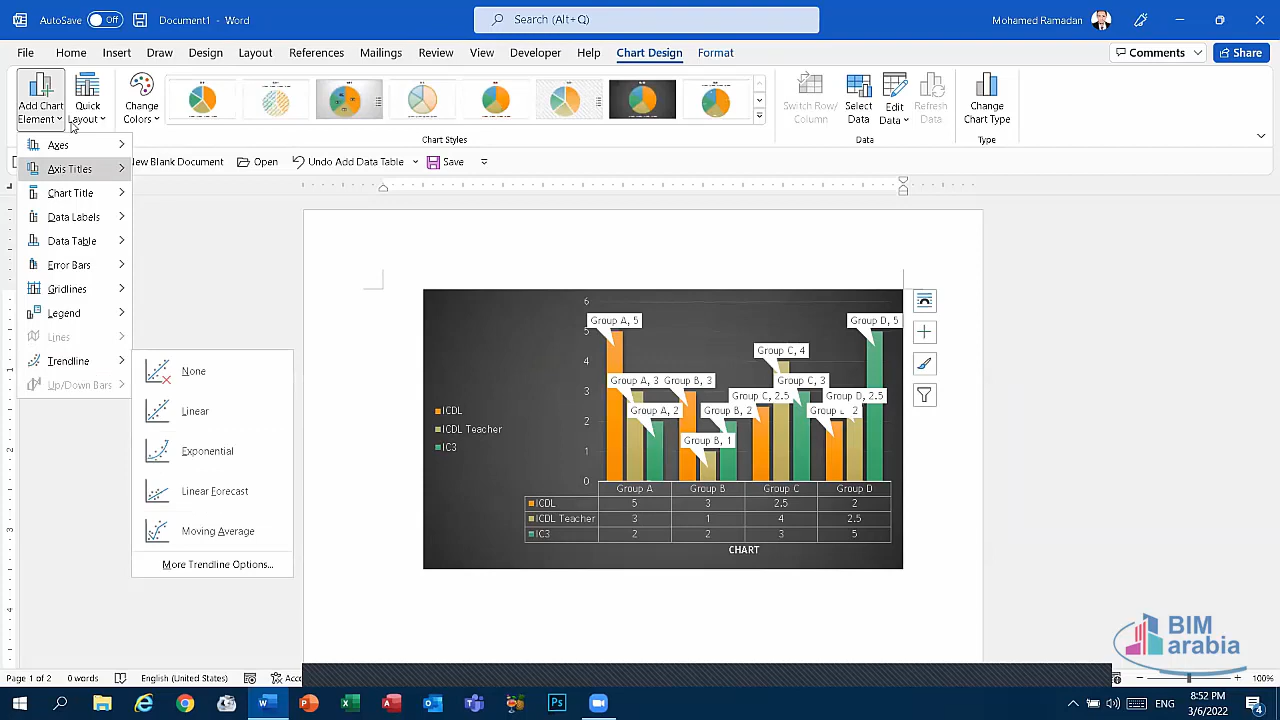 AutoSave Off Document1 - Word Search (Alt+Q) Mohamed Ramadan
File Home Insert Draw Design Layout References Mailings Review View Developer Help Chart Design Format Comments Share
Add Chart Element
Quick Layout
Change Colors
Chart Styles
Switch Row/ Column
Select Data
Edit Data
Refresh Data
Data
Change Chart Type
Type
ew Blank Document Open Undo Add Data Table Save
Axes
Axis Titles
Chart Title
Data Labels
Data Table
Error Bars
Gridlines
Legend
Lines
Trendline
Up/Down Bars
None
Linear
Exponential
Linear Forecast
Moving Average
More Trendline Options...
6
5
4
3
2
1
0
Group A, 5
Group A, 3
Group A, 2
Group B, 3
Group B, 1
Group B, 2
Group C, 2.5
Group C, 4
Group C, 3
2
Group D, 2.5
Group D, 5
ICDL
ICDL Teacher
IC3
Group A Group B Group C Group D
ICDL 5 3 2.5 2
ICDL Teacher 3 1 4 2.5
IC3 2 2 3 5
CHART
1
2
3
4
BIM
arabia
Page 1 of 2 0 words English (United States) Acce 100%
ENG
8:52 PM
3/6/2022
4